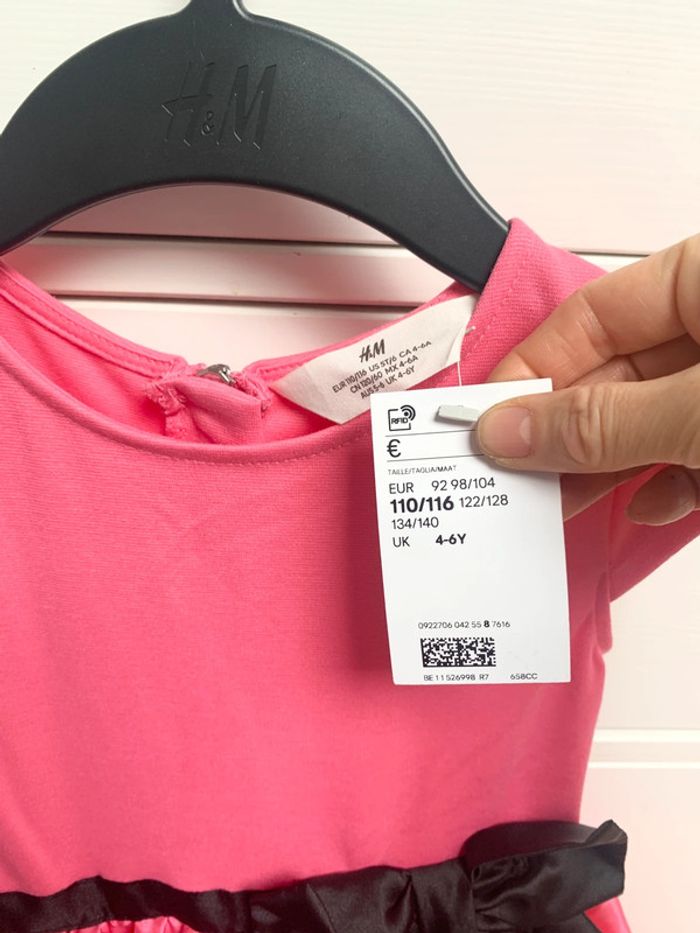 H&M
H&M
EUR 110/116 US 5T/6 CA 4-6A
CN 120/60 MX 4-6A
AUS 5-6 UK 4-6Y
RFID
€
TAILLE/TAGLIA/MAAT
EUR 92 98/104
110/116 122/128
134/140
UK 4-6Y
0922706 042 55 8 7616
BE 11526998 R7 658CC